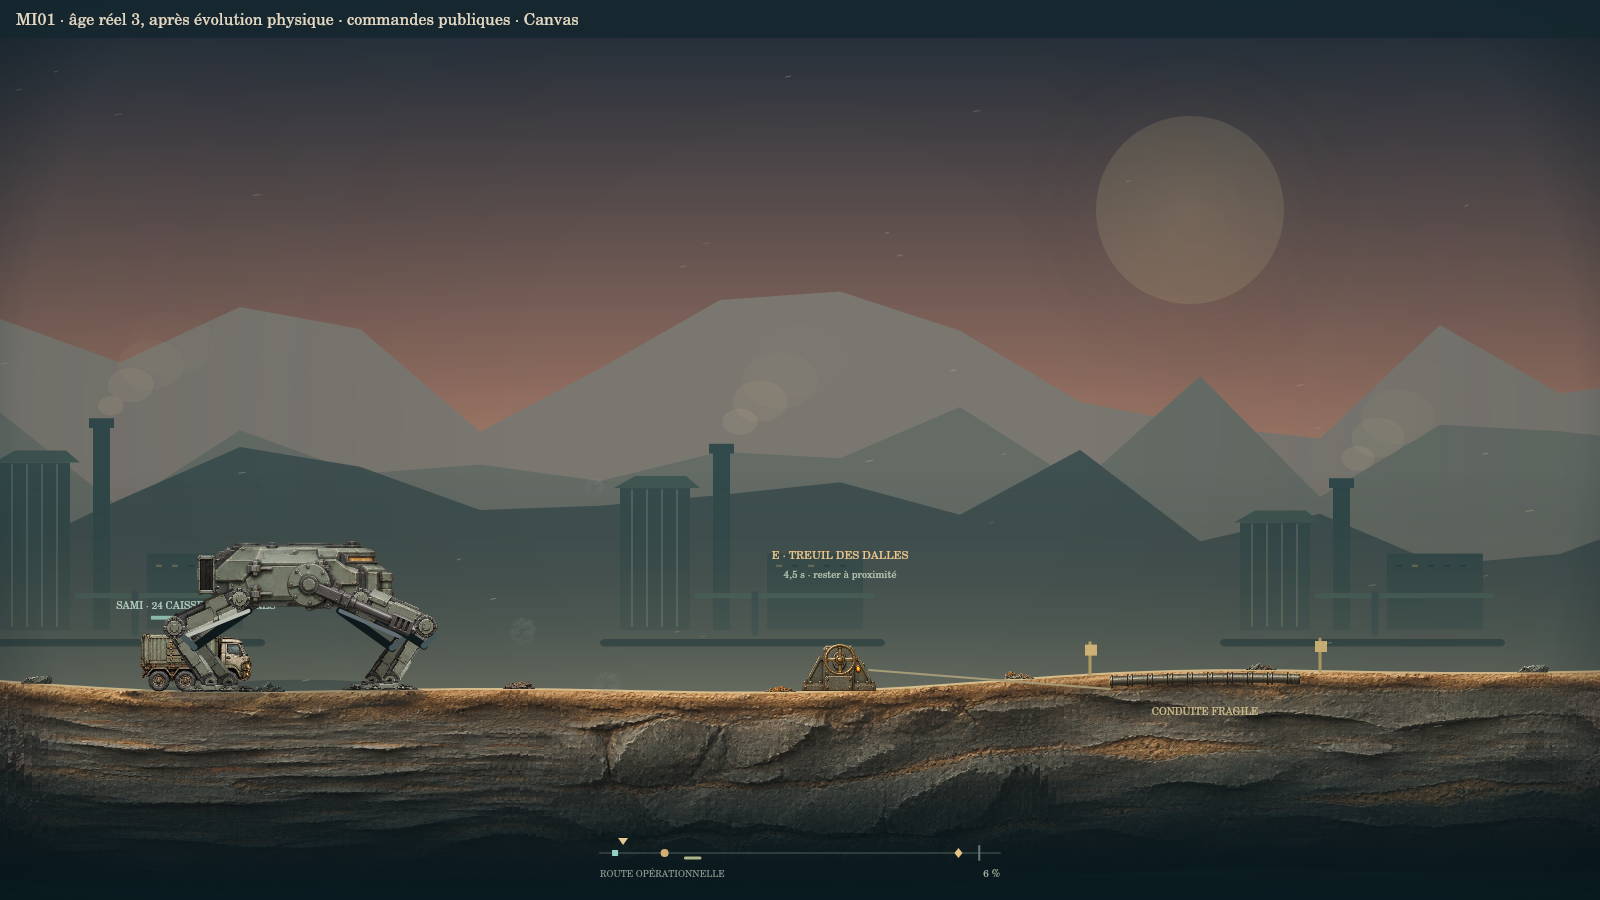 MI01 · âge réel 3, après évolution physique · commandes publiques · Canvas
E · TREUIL DES DALLES
4,5 s · rester à proximité
SAMI · 24
CONDUITE FRAGILE
ROUTE OPÉRATIONNELLE
6 %